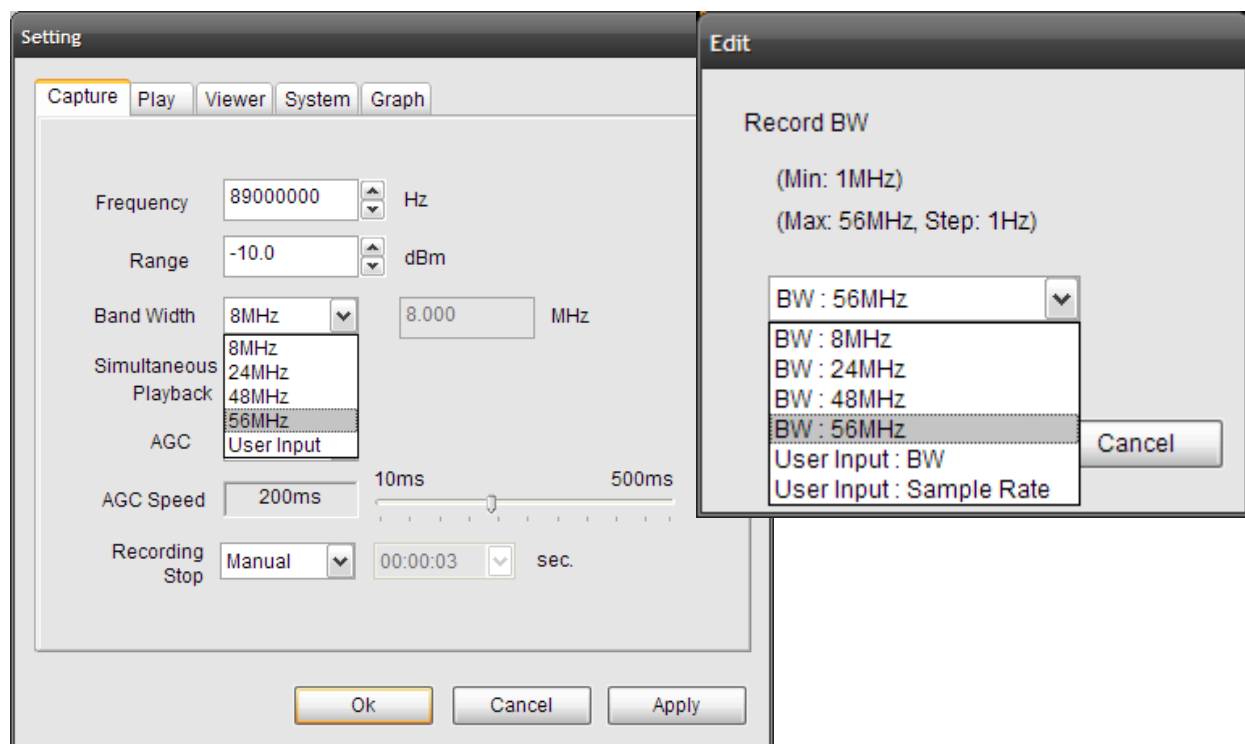 Setting
Capture Play Viewer System Graph
Frequency 89000000 Hz
Range -10.0 dBm
Band Width 8MHz 8.000 MHz
8MHz
24MHz
48MHz
56MHz
User Input
Simultaneous
Playback
AGC
AGC Speed 200ms 10ms 500ms
Recording
Stop Manual 00:00:03 sec.
Ok Cancel Apply
Edit
Record BW
(Min: 1MHz)
(Max: 56MHz, Step: 1Hz)
BW : 56MHz
BW : 8MHz
BW : 24MHz
BW : 48MHz
BW : 56MHz
User Input : BW
User Input : Sample Rate
Cancel